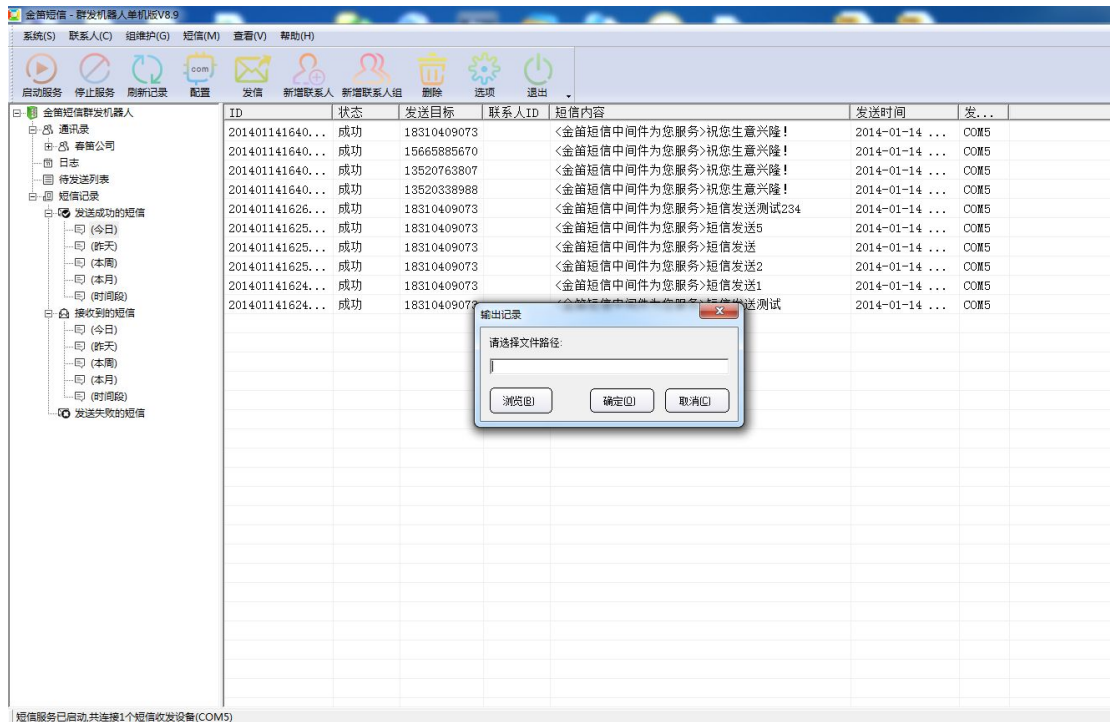 金笛短信 - 群发机器人单机版V8.9
系统(S) 联系人(C) 组维护(G) 短信(M) 查看(V) 帮助(H)
com
启动服务 停止服务 刷新记录 配置 发信 新增联系人 新增联系人组 删除 选项 退出
金笛短信群发机器人
通讯录
春笛公司
日志
待发送列表
短信记录
发送成功的短信
(今日)
(昨天)
(本周)
(本月)
(时间段)
接收到的短信
(今日)
(昨天)
(本周)
(本月)
(时间段)
发送失败的短信
ID 状态 发送目标 联系人ID 短信内容 发送时间 发...
201401141640... 成功 18310409073 <金笛短信中间件为您服务>祝您生意兴隆! 2014-01-14 ... COM5
201401141640... 成功 15665885670 <金笛短信中间件为您服务>祝您生意兴隆! 2014-01-14 ... COM5
201401141640... 成功 13520763807 <金笛短信中间件为您服务>祝您生意兴隆! 2014-01-14 ... COM5
201401141640... 成功 13520338988 <金笛短信中间件为您服务>祝您生意兴隆! 2014-01-14 ... COM5
201401141626... 成功 18310409073 <金笛短信中间件为您服务>短信发送测试234 2014-01-14 ... COM5
201401141625... 成功 18310409073 <金笛短信中间件为您服务>短信发送5 2014-01-14 ... COM5
201401141625... 成功 18310409073 <金笛短信中间件为您服务>短信发送 2014-01-14 ... COM5
201401141625... 成功 18310409073 <金笛短信中间件为您服务>短信发送2 2014-01-14 ... COM5
201401141624... 成功 18310409073 <金笛短信中间件为您服务>短信发送1 2014-01-14 ... COM5
201401141624... 成功 18310409073 <金笛短信中间件为您服务>短信发送测试 2014-01-14 ... COM5
输出记录
请选择文件路径:
浏览(B) 确定(O) 取消(C)
短信服务已启动,共连接1个短信收发设备(COM5)